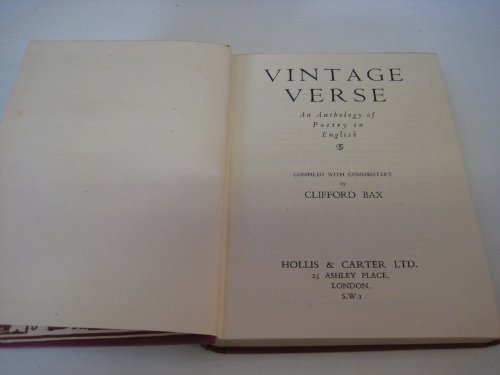 VINTAGE
VERSE
An Anthology of
Poetry in
English
COMPILED WITH COMMENTARY
by
CLIFFORD BAX
HOLLIS & CARTER LTD.
25 ASHLEY PLACE,
LONDON,
S.W.1